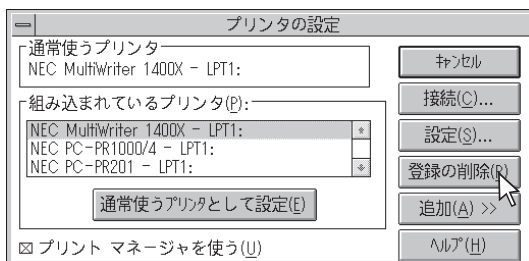 プリンタの設定
通常使うプリンタ
NEC MultiWriter 1400X - LPT1:
組み込まれているプリンタ(P):
NEC MultiWriter 1400X - LPT1:
NEC PC-PR1000/4 - LPT1:
NEC PC-PR201 - LPT1:
通常使うプリンタとして設定(E)
プリント マネージャを使う(U)
キャンセル
接続(C)...
設定(S)...
登録の削除(R)
追加(A) >>
ヘルプ(H)